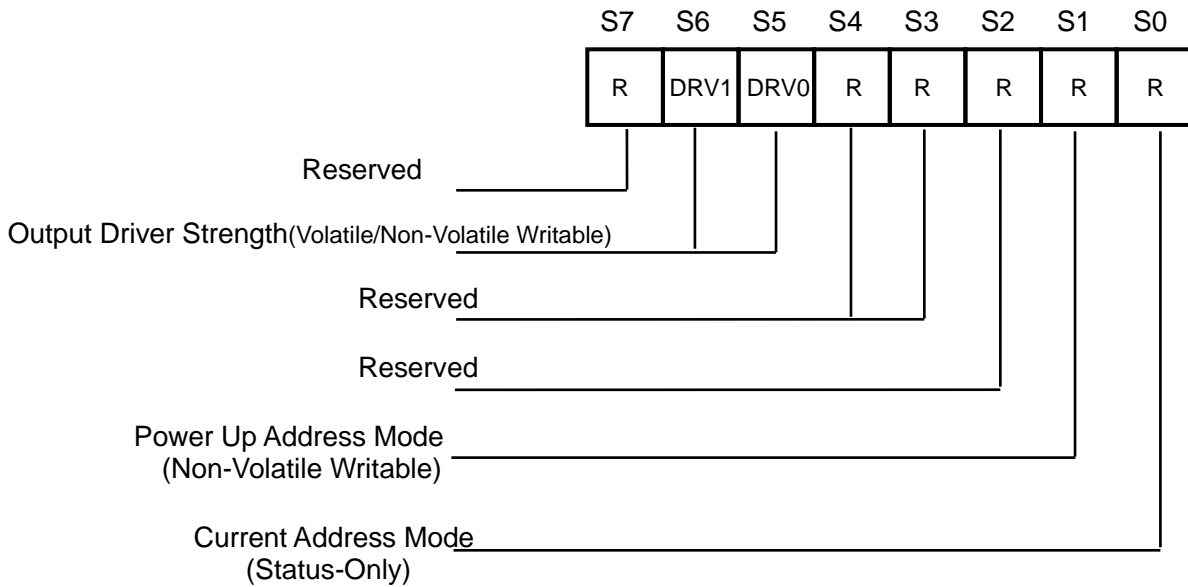 S7 S6 S5 S4 S3 S2 S1 S0
R DRV1 DRV0 R R R R R
Reserved
Output Driver Strength(Volatile/Non-Volatile Writable)
Reserved
Reserved
Power Up Address Mode
(Non-Volatile Writable)
Current Address Mode
(Status-Only)